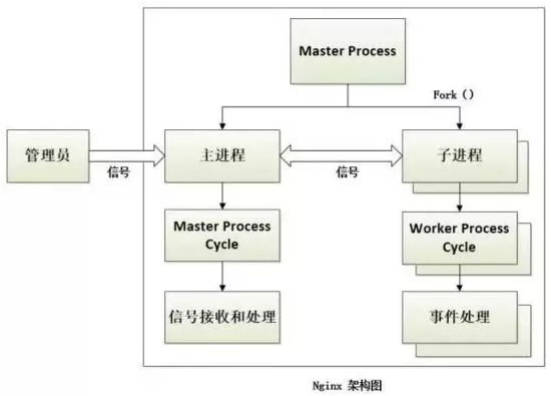 Master Process
Fork（）
管理员
信号
主进程
信号
子进程
Master Process
Cycle
Worker Process
Cycle
信号接收和处理
事件处理
Nginx 架构图